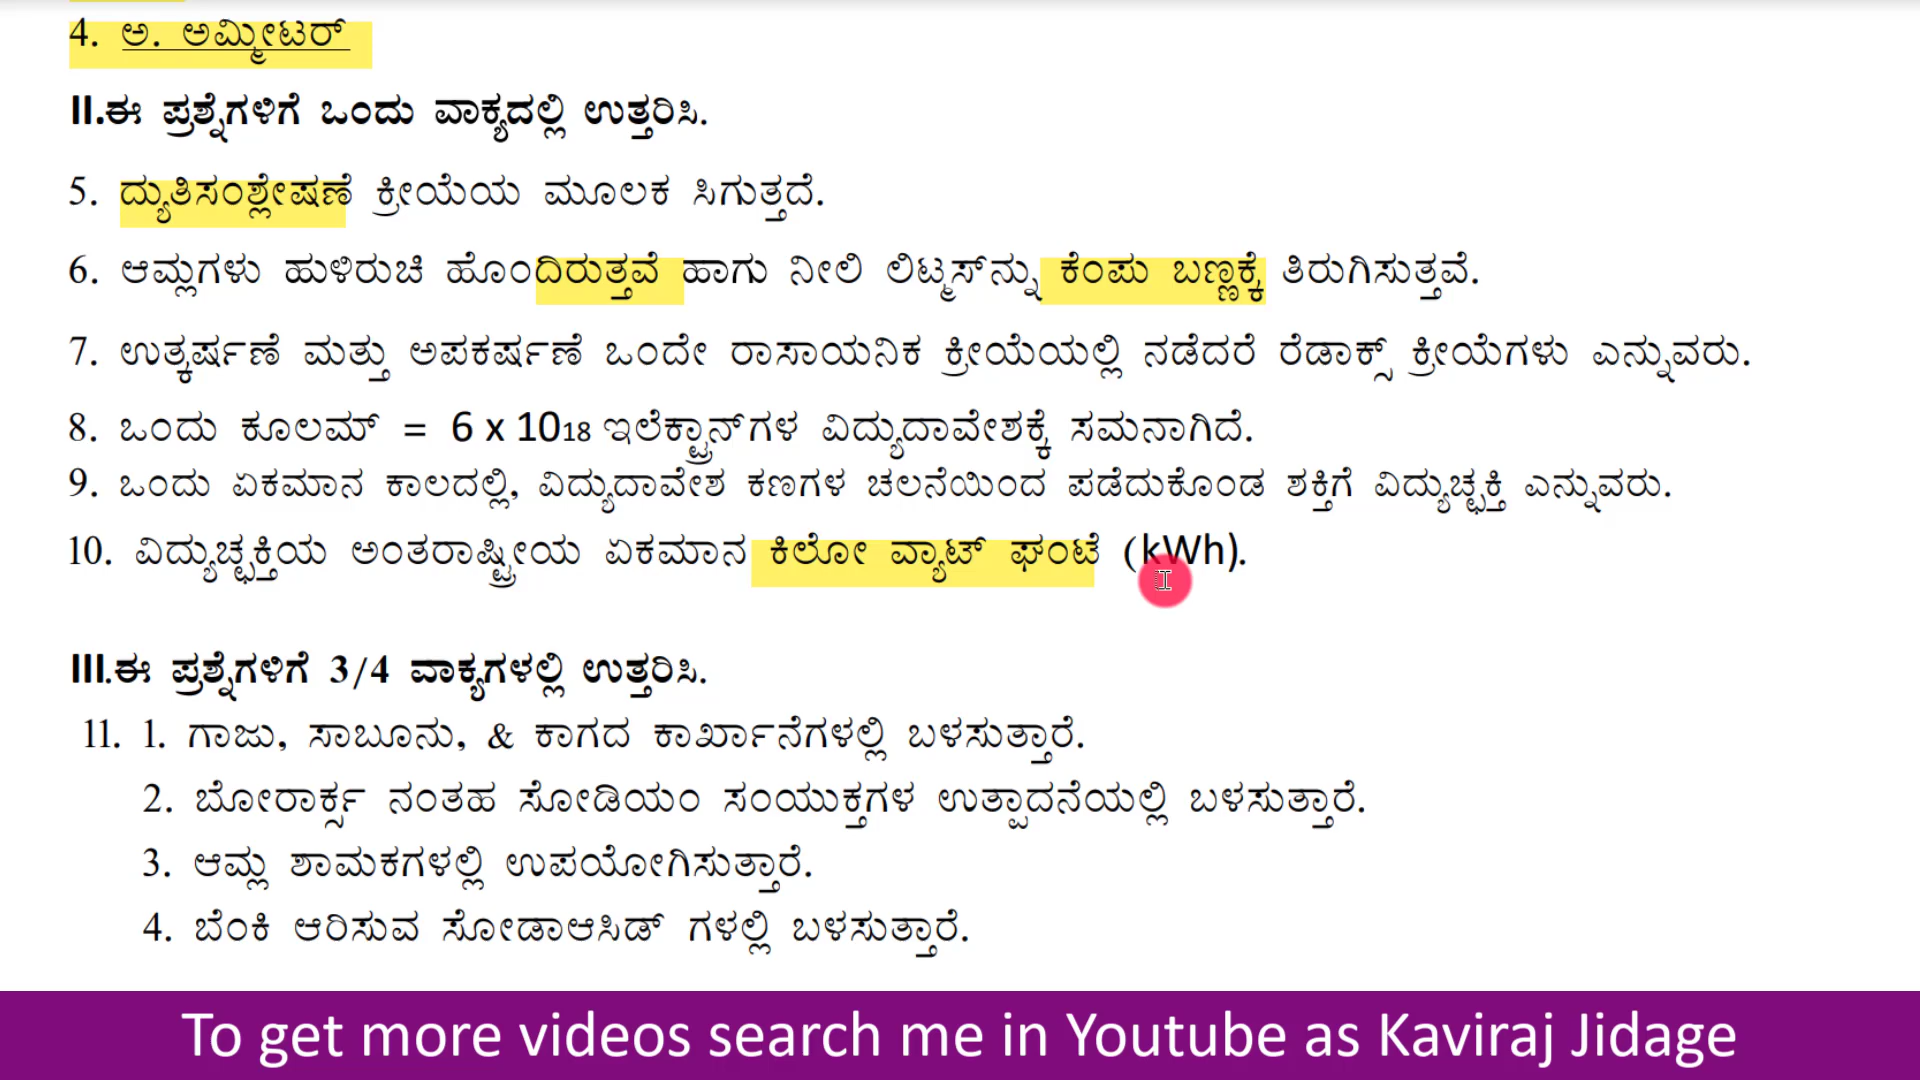 4. ಅ. ಅಮ್ಮೀಟರ್
II.ಈ ಪ್ರಶ್ನೆಗಳಿಗೆ ಒಂದು ವಾಕ್ಯದಲ್ಲಿ ಉತ್ತರಿಸಿ.
5. ದ್ಯುತಿಸಂಶ್ಲೇಷಣೆ ಕ್ರೀಯೆಯ ಮೂಲಕ ಸಿಗುತ್ತದೆ.
6. ಆಮ್ಲಗಳು ಹುಳಿರುಚಿ ಹೊಂದಿರುತ್ತವೆ ಹಾಗು ನೀಲಿ ಲಿಟ್ಮಸ್‌ನ್ನು ಕೆಂಪು ಬಣ್ಣಕ್ಕೆ ತಿರುಗಿಸುತ್ತವೆ.
7. ಉತ್ಕರ್ಷಣೆ ಮತ್ತು ಅಪಕರ್ಷಣೆ ಒಂದೇ ರಾಸಾಯನಿಕ ಕ್ರೀಯೆಯಲ್ಲಿ ನಡೆದರೆ ರೆಡಾಕ್ಸ್ ಕ್ರೀಯೆಗಳು ಎನ್ನುವರು.
8. ಒಂದು ಕೂಲಮ್ = 6 x 1018 ಇಲೆಕ್ಟ್ರಾನ್‌ಗಳ ವಿದ್ಯುದಾವೇಶಕ್ಕೆ ಸಮನಾಗಿದೆ.
9. ಒಂದು ಏಕಮಾನ ಕಾಲದಲ್ಲಿ, ವಿದ್ಯುದಾವೇಶ ಕಣಗಳ ಚಲನೆಯಿಂದ ಪಡೆದುಕೊಂಡ ಶಕ್ತಿಗೆ ವಿದ್ಯುಚ್ಛಕ್ತಿ ಎನ್ನುವರು.
10. ವಿದ್ಯುಚ್ಛಕ್ತಿಯ ಅಂತರಾಷ್ಟ್ರೀಯ ಏಕಮಾನ ಕಿಲೋ ವ್ಯಾಟ್ ಘಂಟೆ (kWh).
III.ಈ ಪ್ರಶ್ನೆಗಳಿಗೆ 3/4 ವಾಕ್ಯಗಳಲ್ಲಿ ಉತ್ತರಿಸಿ.
11. 1. ಗಾಜು, ಸಾಬೂನು, & ಕಾಗದ ಕಾರ್ಖಾನೆಗಳಲ್ಲಿ ಬಳಸುತ್ತಾರೆ.
2. ಬೋರಾರ್ಕ್ಸ್ ನಂತಹ ಸೋಡಿಯಂ ಸಂಯುಕ್ತಗಳ ಉತ್ಪಾದನೆಯಲ್ಲಿ ಬಳಸುತ್ತಾರೆ.
3. ಆಮ್ಲ ಶಾಮಕಗಳಲ್ಲಿ ಉಪಯೋಗಿಸುತ್ತಾರೆ.
4. ಬೆಂಕಿ ಆರಿಸುವ ಸೋಡಾಆಸಿಡ್ ಗಳಲ್ಲಿ ಬಳಸುತ್ತಾರೆ.
To get more videos search me in Youtube as Kaviraj Jidage